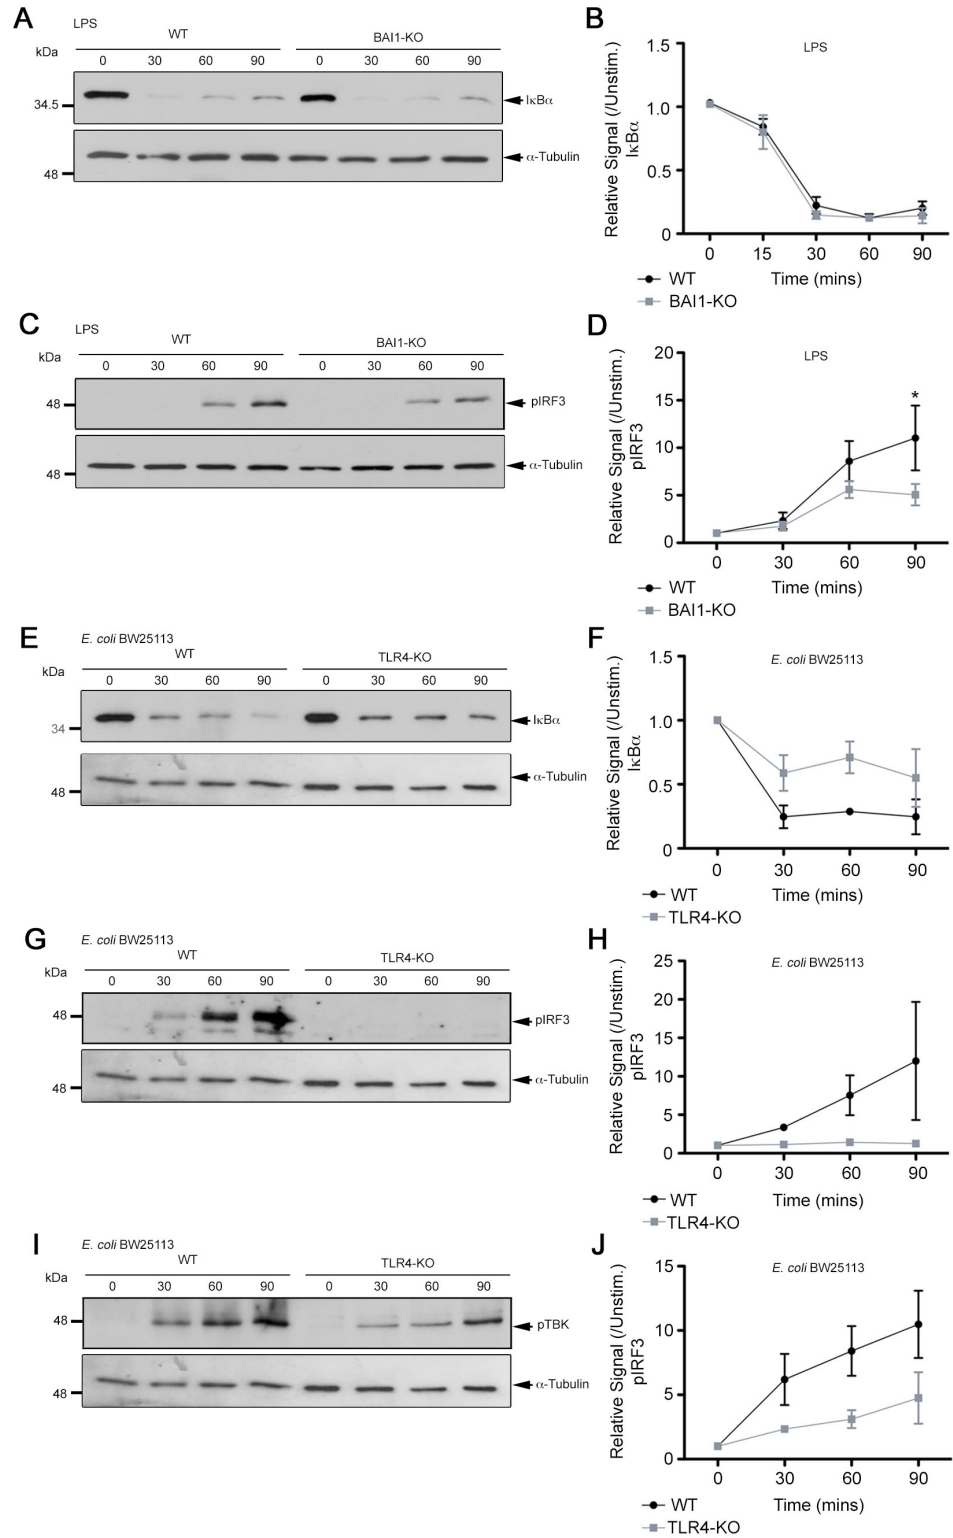 A
LPS
WT BAI1-KO
kDa
0 30 60 90 0 30 60 90
34.5
IκBα
α-Tubulin
48
B
LPS
Relative Signal (/Unstim.)
IκBα
1.5
1.0
0.5
0
0 15 30 60 90
Time (mins)
WT
BAI1-KO
C
LPS
WT BAI1-KO
kDa
0 30 60 90 0 30 60 90
48
pIRF3
α-Tubulin
48
D
LPS
Relative Signal (/Unstim.)
pIRF3
20
15
*
10
5
0
0 30 60 90
Time (mins)
WT
BAI1-KO
E
E. coli BW25113
WT TLR4-KO
kDa
0 30 60 90 0 30 60 90
34
IκBα
α-Tubulin
48
F
E. coli BW25113
Relative Signal (/Unstim.)
IκBα
1.5
1.0
0.5
0
0 30 60 90
Time (mins)
WT
TLR4-KO
G
E. coli BW25113
WT TLR4-KO
kDa
0 30 60 90 0 30 60 90
48
pIRF3
α-Tubulin
48
H
E. coli BW25113
Relative Signal (/Unstim.)
pIRF3
25
20
15
10
5
0
0 30 60 90
Time (mins)
WT
TLR4-KO
I
E. coli BW25113
WT TLR4-KO
kDa
0 30 60 90 0 30 60 90
48
pTBK
α-Tubulin
48
J
E. coli BW25113
Relative Signal (/Unstim.)
pIRF3
15
10
5
0
0 30 60 90
Time (mins)
WT
TLR4-KO